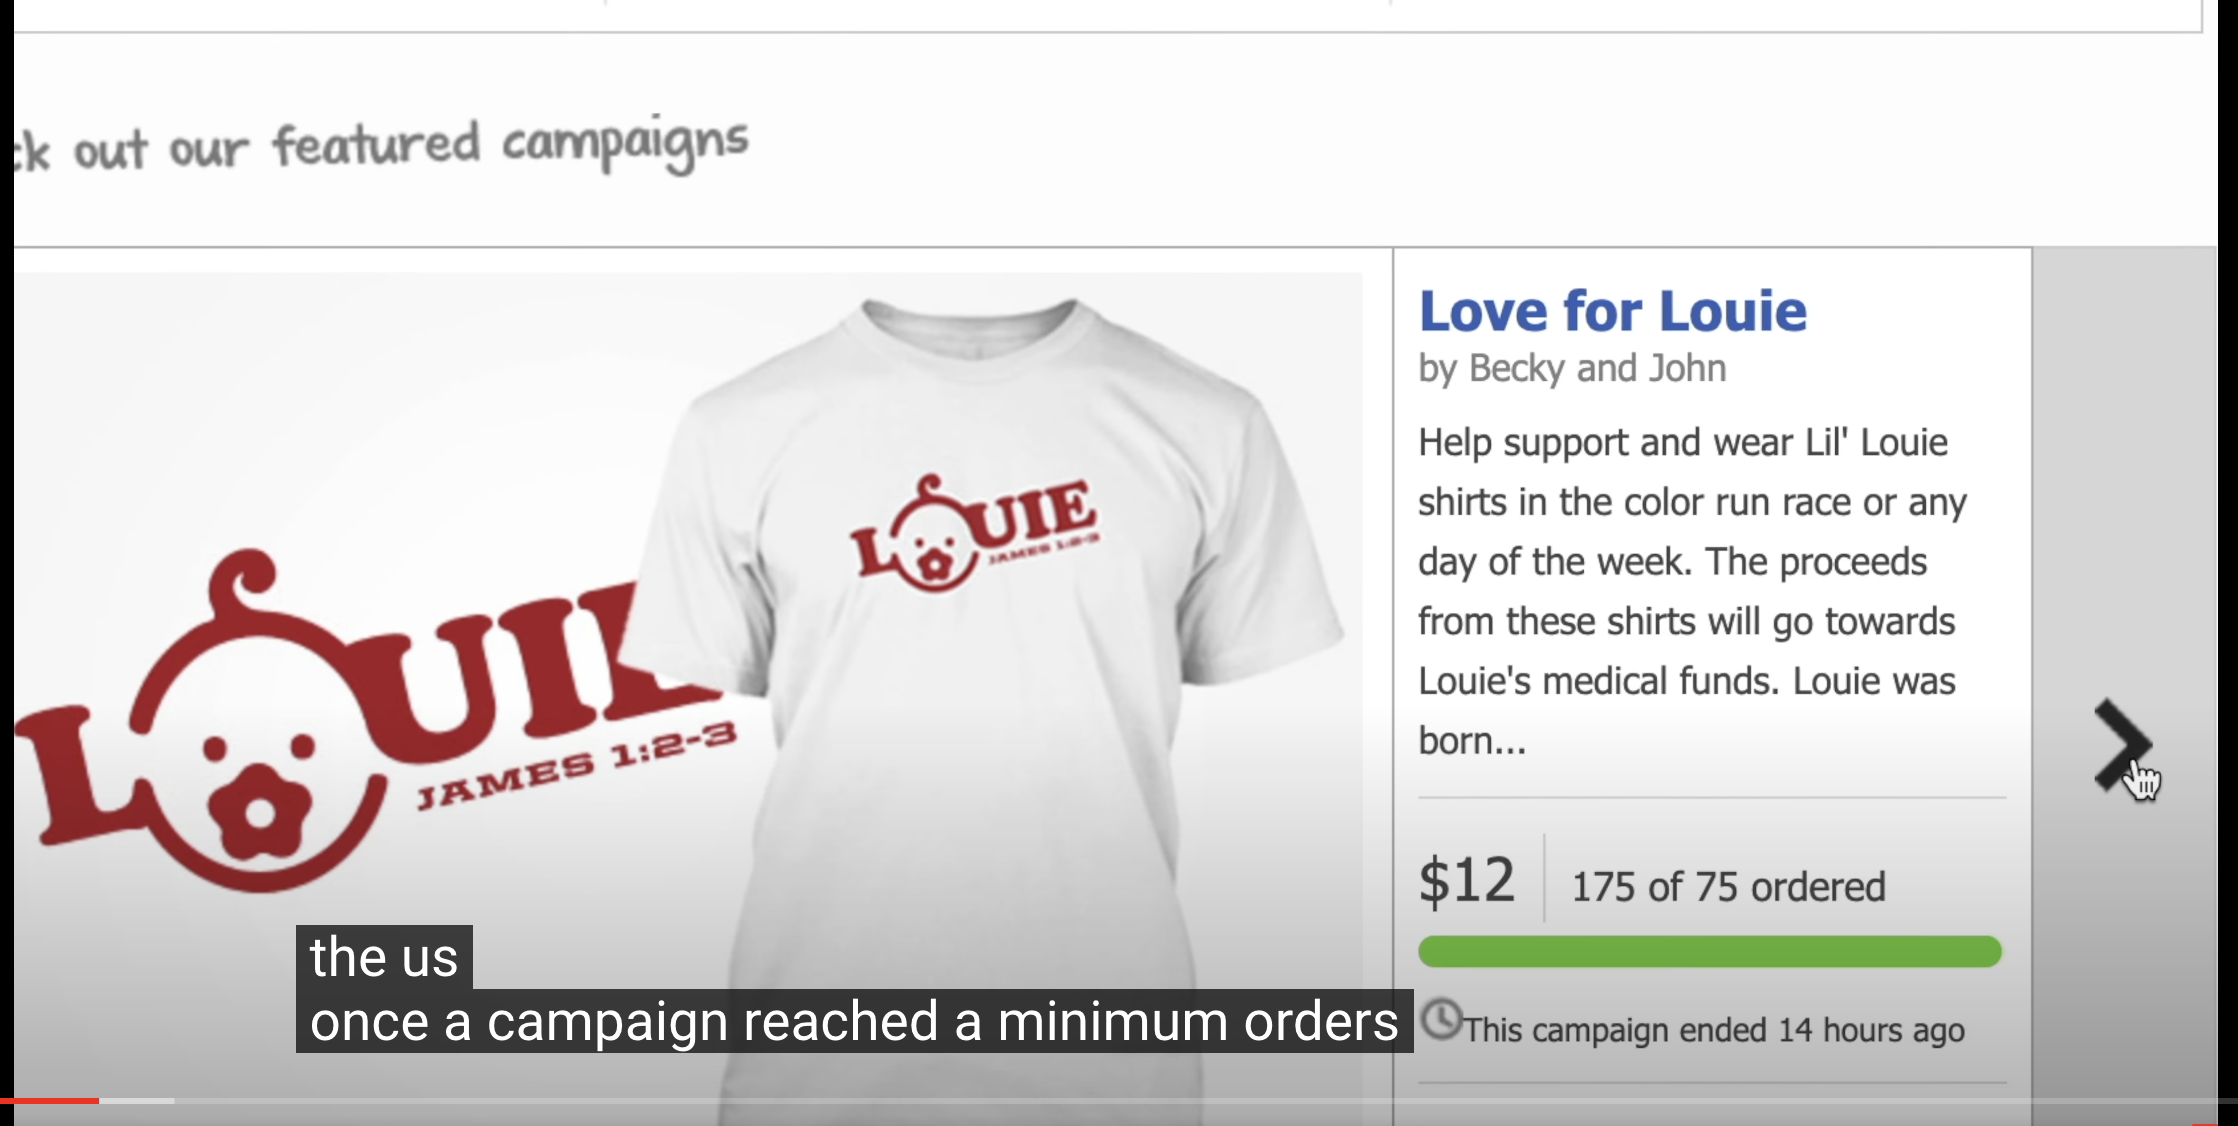 ck out our featured campaigns
LOUIE
JAMES 1:2-3
LOUIE
JAMES 1:2-3
Love for Louie
by Becky and John
Help support and wear Lil' Louie
shirts in the color run race or any
day of the week. The proceeds
from these shirts will go towards
Louie's medical funds. Louie was
born...
$12
175 of 75 ordered
This campaign ended 14 hours ago
the us
once a campaign reached a minimum orders